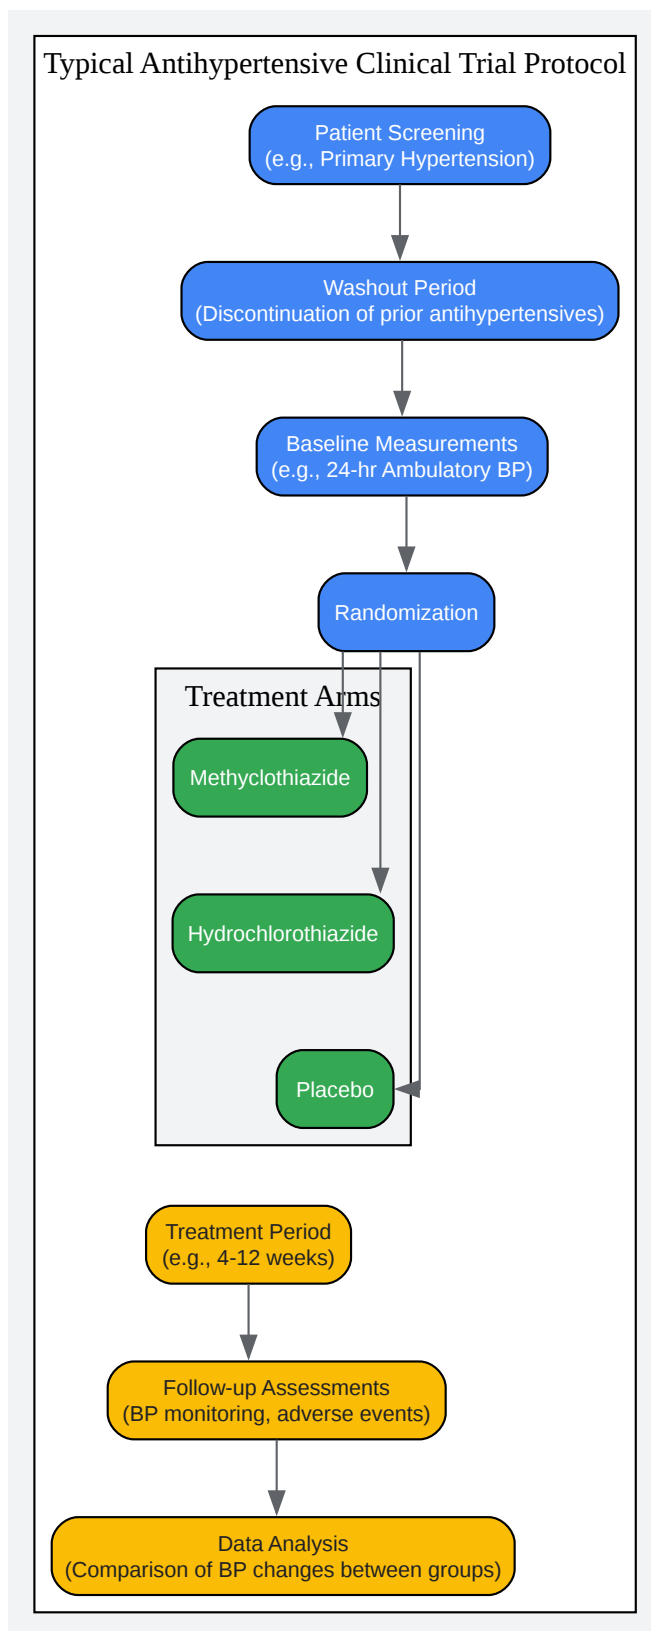 Typical Antihypertensive Clinical Trial Protocol
Patient Screening
(e.g., Primary Hypertension)
Washout Period
(Discontinuation of prior antihypertensives)
Baseline Measurements
(e.g., 24-hr Ambulatory BP)
Randomization
Treatment Arms
Methyclothiazide
Hydrochlorothiazide
Placebo
Treatment Period
(e.g., 4-12 weeks)
Follow-up Assessments
(BP monitoring, adverse events)
Data Analysis
(Comparison of BP changes between groups)